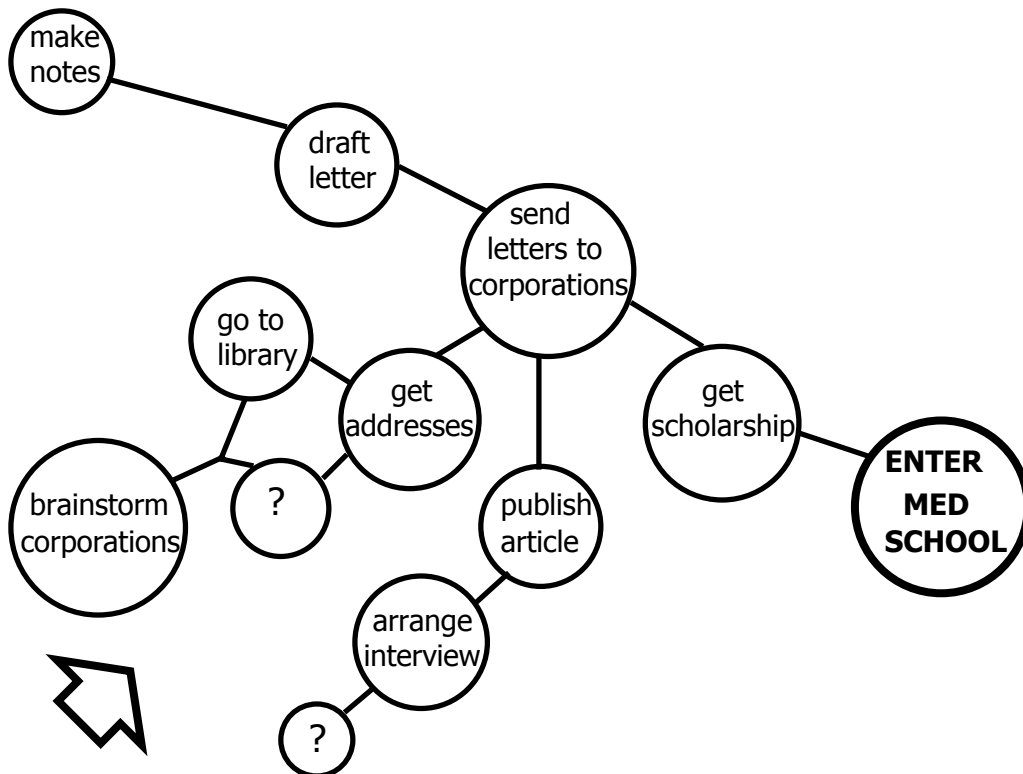 make
notes
draft
letter
send
letters to
corporations
go to
library
get
addresses
get
scholarship
ENTER
MED
SCHOOL
brainstorm
corporations
?
publish
article
arrange
interview
?